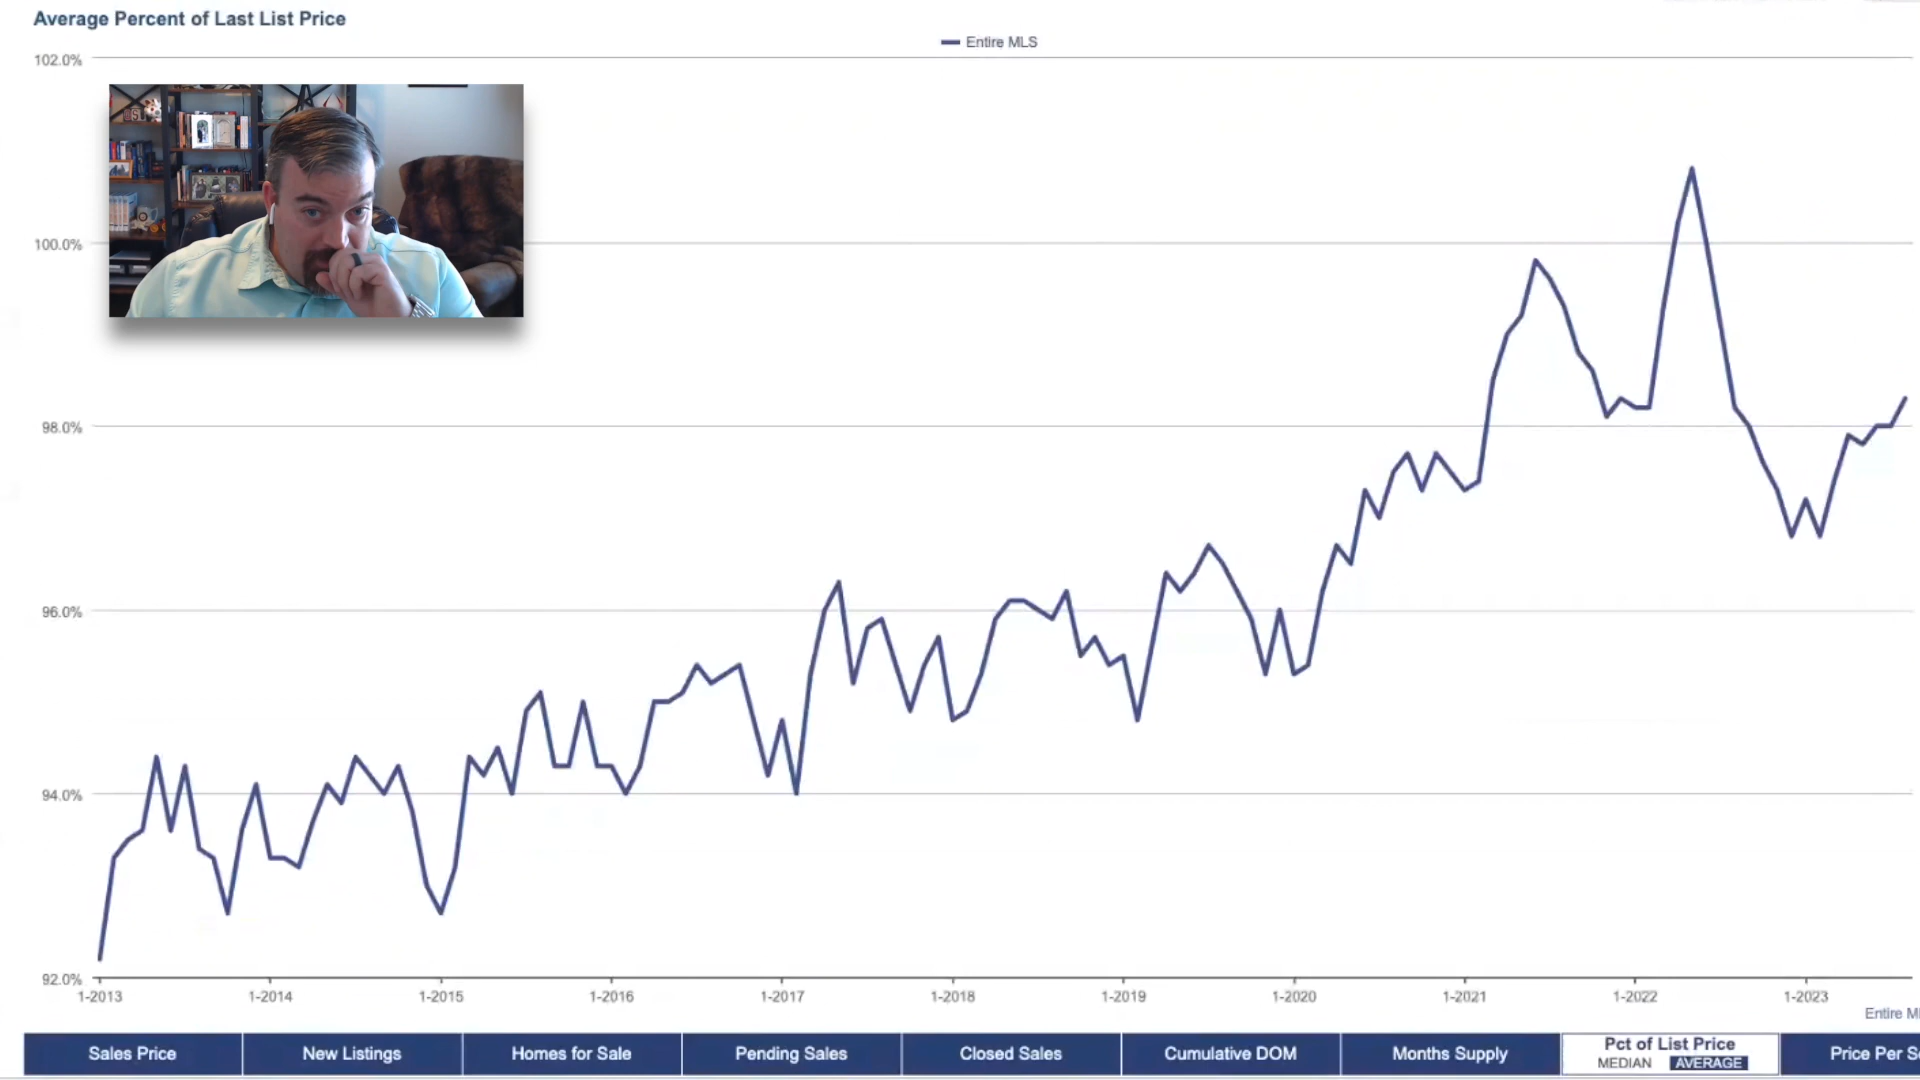 Average Percent of Last List Price
Entire MLS
102.0%
100.0%
98.0%
96.0%
94.0%
92.0%
1-2013 1-2014 1-2015 1-2016 1-2017 1-2018 1-2019 1-2020 1-2021 1-2022 1-2023
Entire
Sales Price New Listings Homes for Sale Pending Sales Closed Sales Cumulative DOM Months Supply Pct of List Price Price Per
MEDIAN AVERAGE